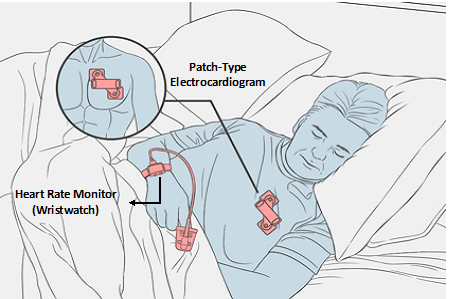 Patch-Type
Electrocardiogram
Heart Rate Monitor
(Wristwatch)